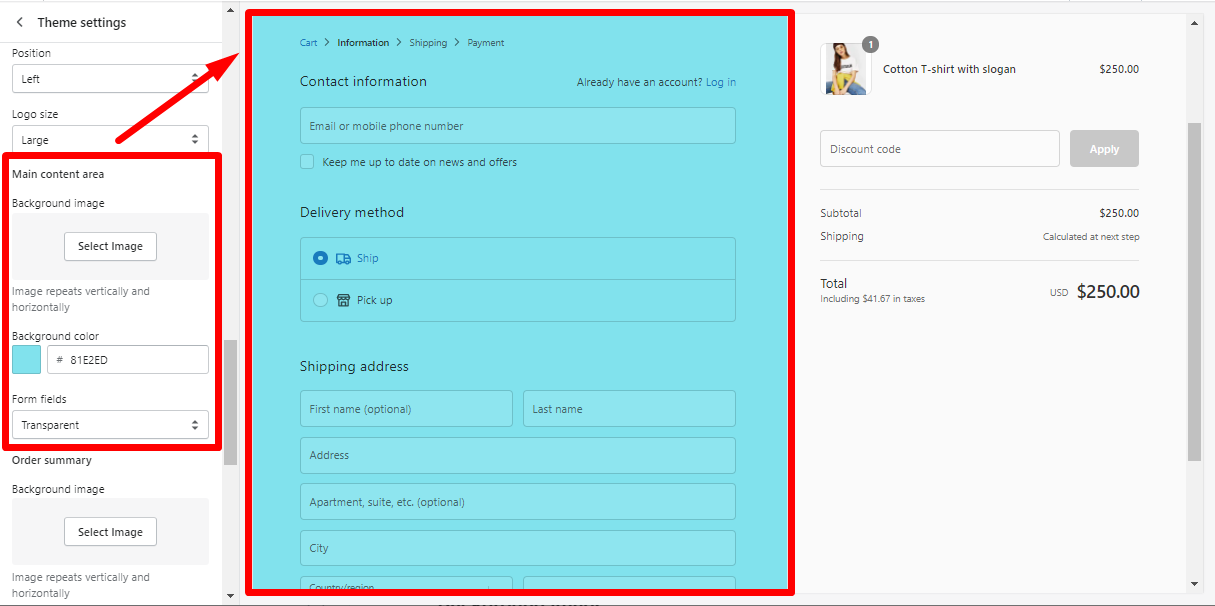 Theme settings
Position
Left
Logo size
Large
Main content area
Background image
Select Image
Image repeats vertically and
horizontally
Background color
# 81E2ED
Form fields
Transparent
Order summary
Background image
Select Image
Image repeats vertically and
horizontally
Cart > Information > Shipping > Payment
Contact information
Already have an account? Log in
Email or mobile phone number
Keep me up to date on news and offers
Delivery method
Ship
Pick up
Shipping address
First name (optional)
Last name
Address
Apartment, suite, etc. (optional)
City
Country/region
1
Cotton T-shirt with slogan
$250.00
Discount code
Apply
Subtotal
$250.00
Shipping
Calculated at next step
Total
Including $41.67 in taxes
USD $250.00